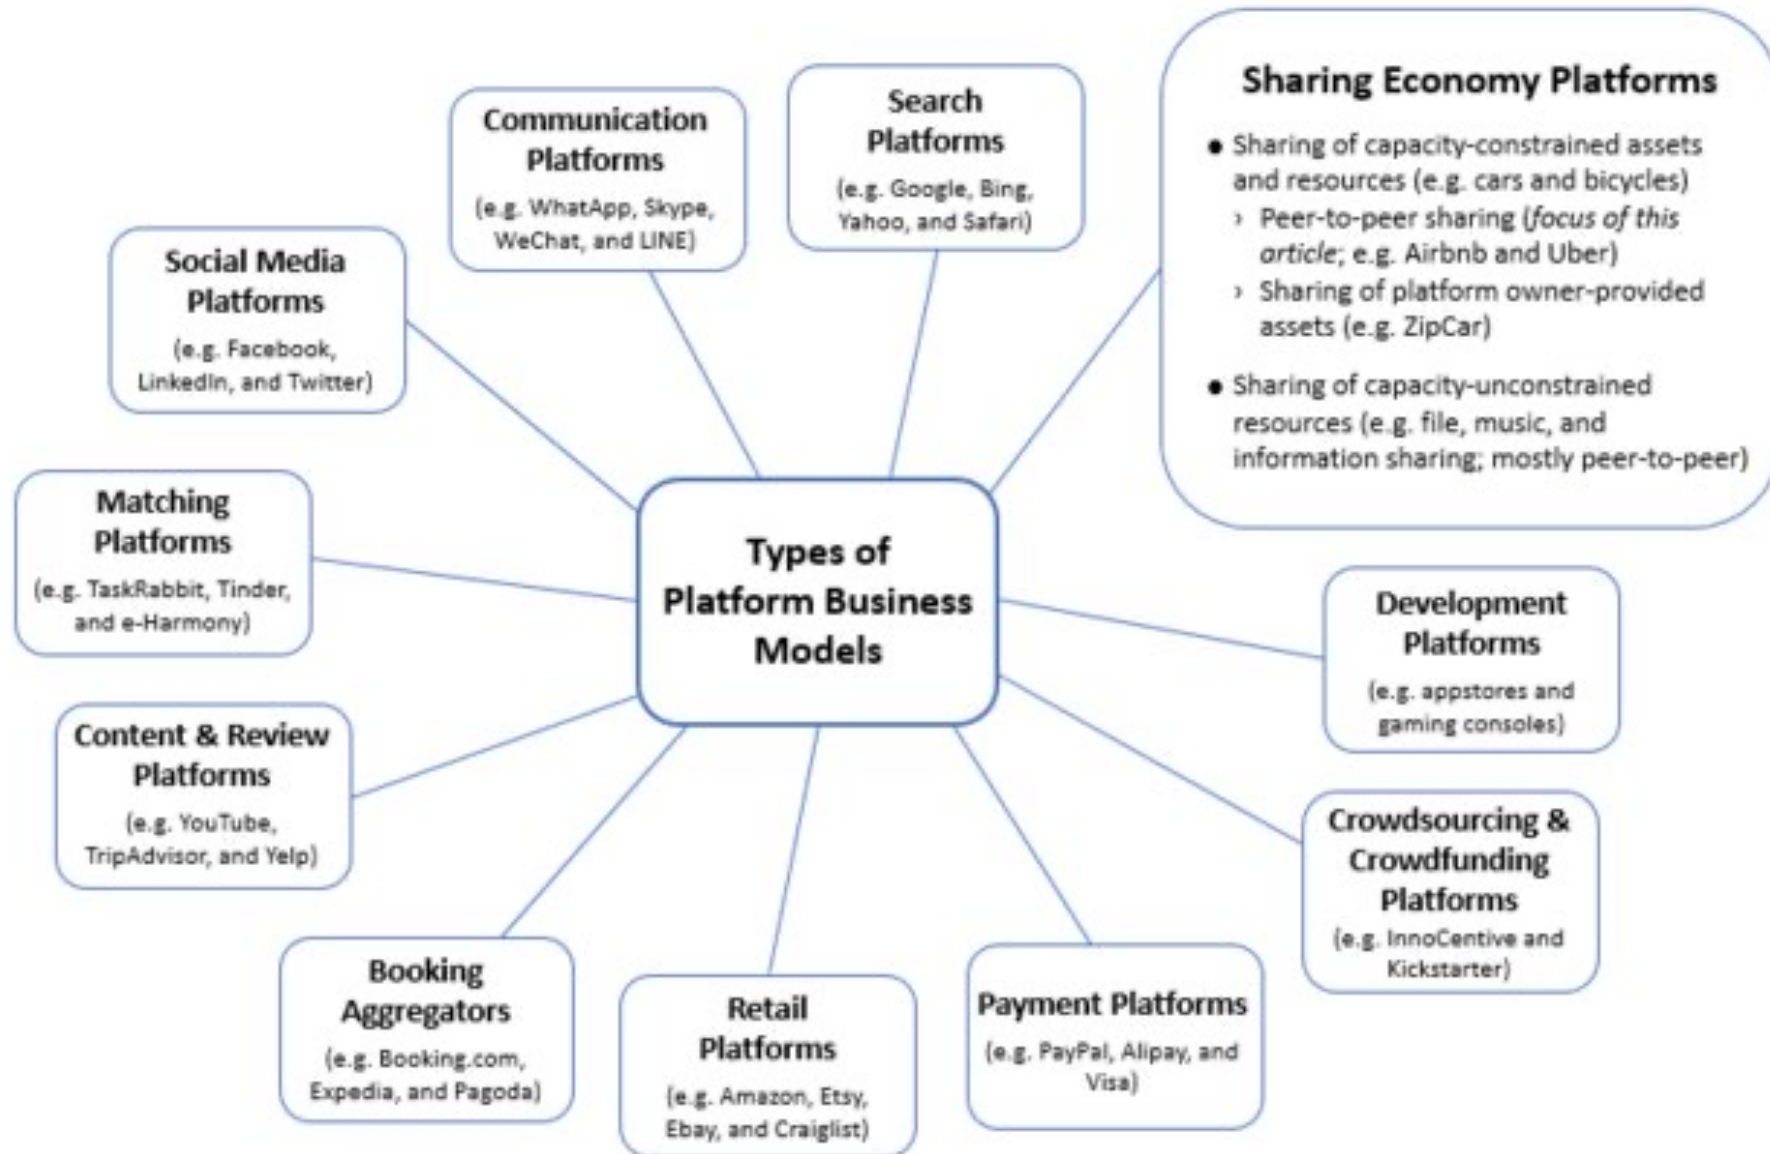 Sharing Economy Platforms
● Sharing of capacity-constrained assets
and resources (e.g. cars and bicycles)
› Peer-to-peer sharing (focus of this
article; e.g. Airbnb and Uber)
› Sharing of platform owner-provided
assets (e.g. ZipCar)
● Sharing of capacity-unconstrained
resources (e.g. file, music, and
information sharing; mostly peer-to-peer)
Search
Platforms
(e.g. Google, Bing,
Yahoo, and Safari)
Communication
Platforms
(e.g. WhatApp, Skype,
WeChat, and LINE)
Social Media
Platforms
(e.g. Facebook,
LinkedIn, and Twitter)
Matching
Platforms
(e.g. TaskRabbit, Tinder,
and e-Harmony)
Types of
Platform Business
Models
Development
Platforms
(e.g. appstores and
gaming consoles)
Content & Review
Platforms
(e.g. YouTube,
TripAdvisor, and Yelp)
Crowdsourcing &
Crowdfunding
Platforms
(e.g. InnoCentive and
Kickstarter)
Booking
Aggregators
(e.g. Booking.com,
Expedia, and Pagoda)
Retail
Platforms
(e.g. Amazon, Etsy,
Ebay, and Craiglist)
Payment Platforms
(e.g. PayPal, Alipay, and
Visa)